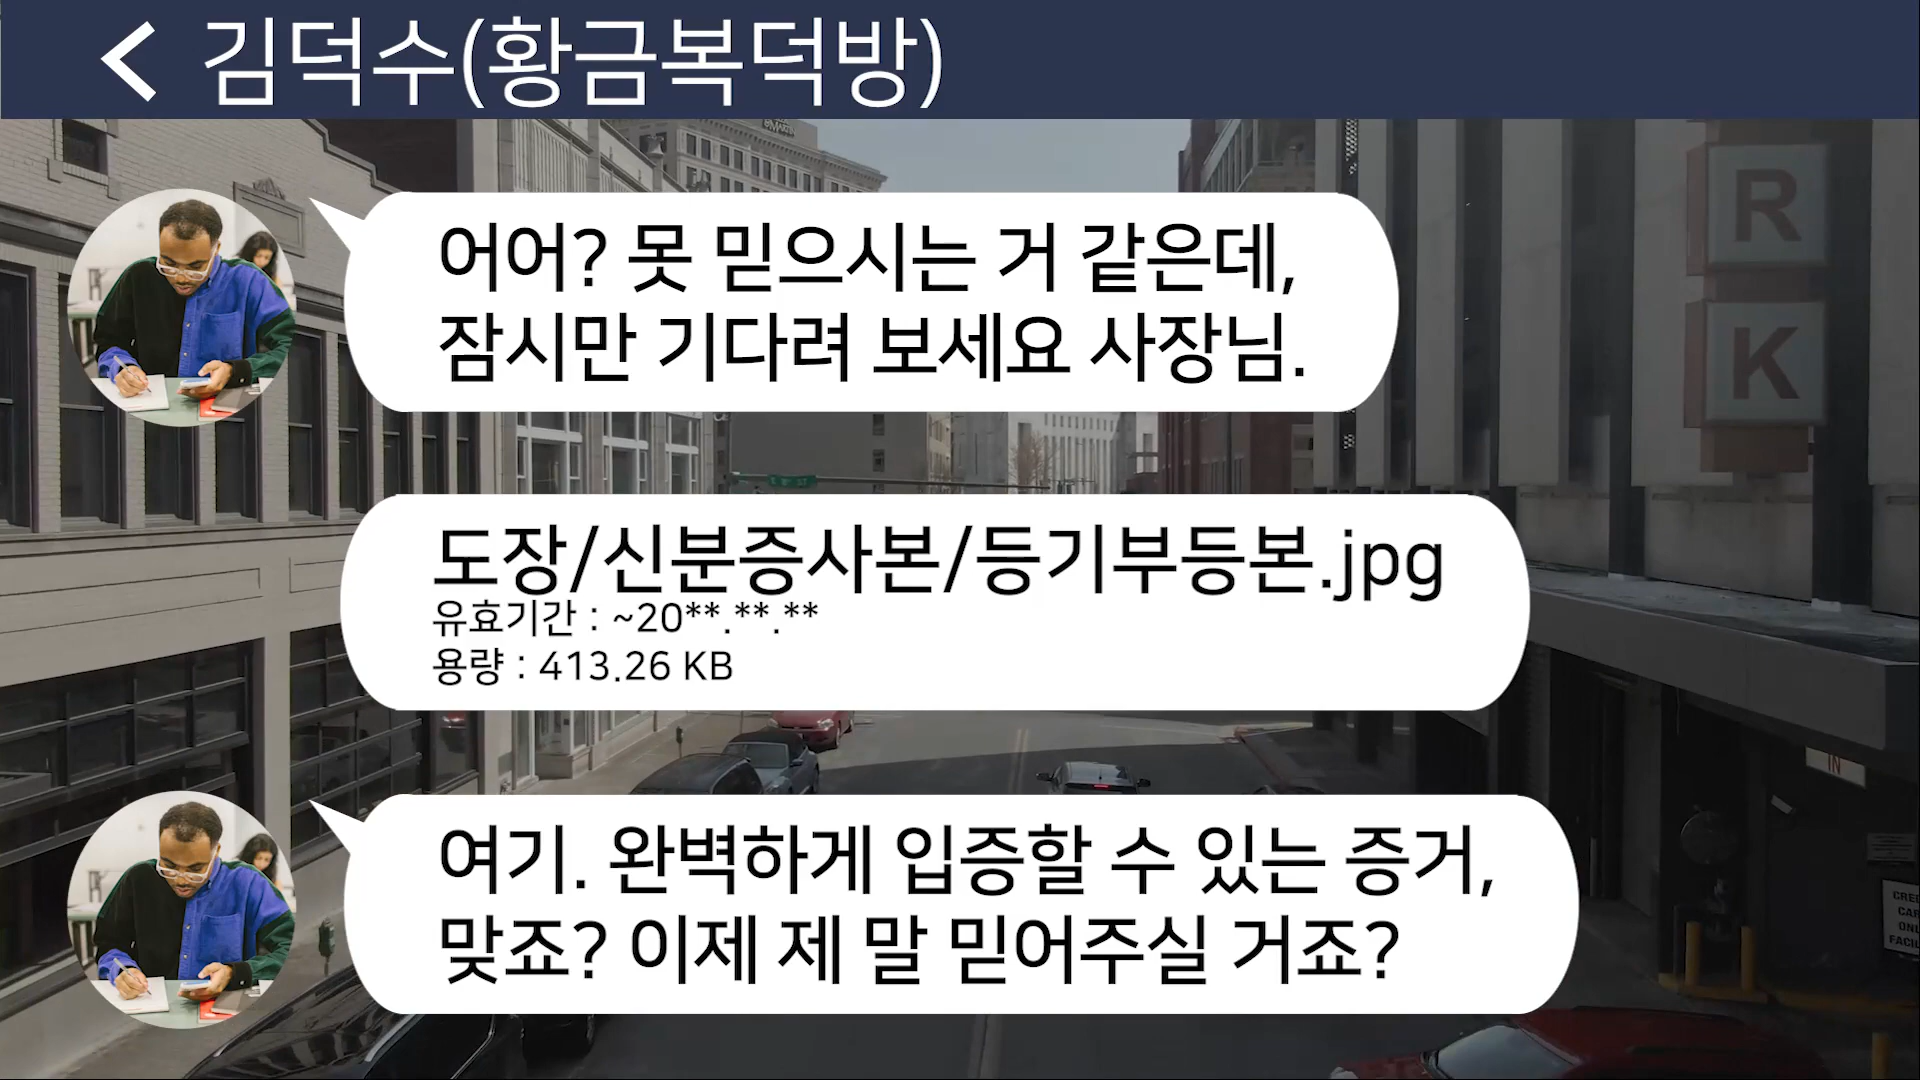 김덕수(황금복덕방)
어어? 못 믿으시는 거 같은데,
잠시만 기다려 보세요 사장님.
도장/신분증사본/등기부등본.jpg
유효기간 : ~20**.**.**
용량 : 413.26 KB
여기. 완벽하게 입증할 수 있는 증거,
맞죠? 이제 제 말 믿어주실 거죠?
R
K
IN